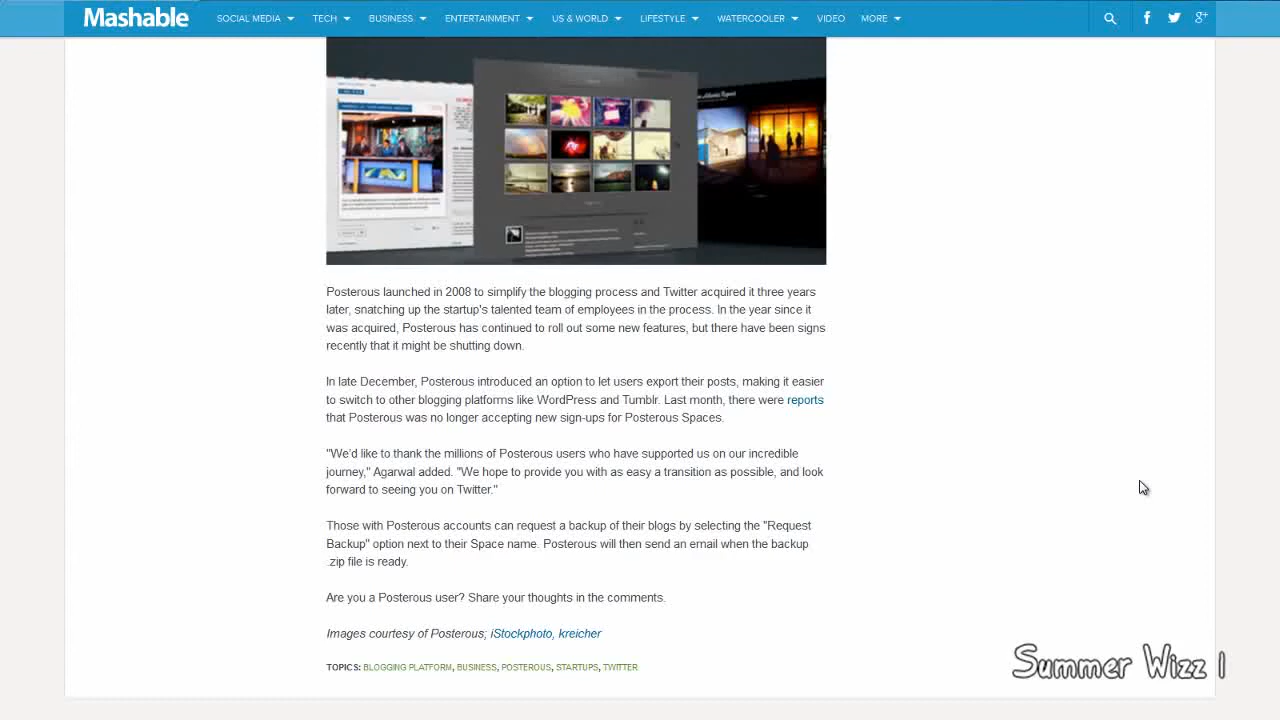 Mashable
SOCIAL MEDIA TECH BUSINESS ENTERTAINMENT US & WORLD LIFESTYLE WATERCOOLER VIDEO MORE
Posterous launched in 2008 to simplify the blogging process and Twitter acquired it three years
later, snatching up the startup's talented team of employees in the process. In the year since it
was acquired, Posterous has continued to roll out some new features, but there have been signs
recently that it might be shutting down.
In late December, Posterous introduced an option to let users export their posts, making it easier
to switch to other blogging platforms like WordPress and Tumblr. Last month, there were reports
that Posterous was no longer accepting new sign-ups for Posterous Spaces.
"We'd like to thank the millions of Posterous users who have supported us on our incredible
journey," Agarwal added. "We hope to provide you with as easy a transition as possible, and look
forward to seeing you on Twitter."
Those with Posterous accounts can request a backup of their blogs by selecting the "Request
Backup" option next to their Space name. Posterous will then send an email when the backup
.zip file is ready.
Are you a Posterous user? Share your thoughts in the comments.
Images courtesy of Posterous; iStockphoto, kreicher
TOPICS: BLOGGING PLATFORM, BUSINESS, POSTEROUS, STARTUPS, TWITTER
Summer Wizz 1